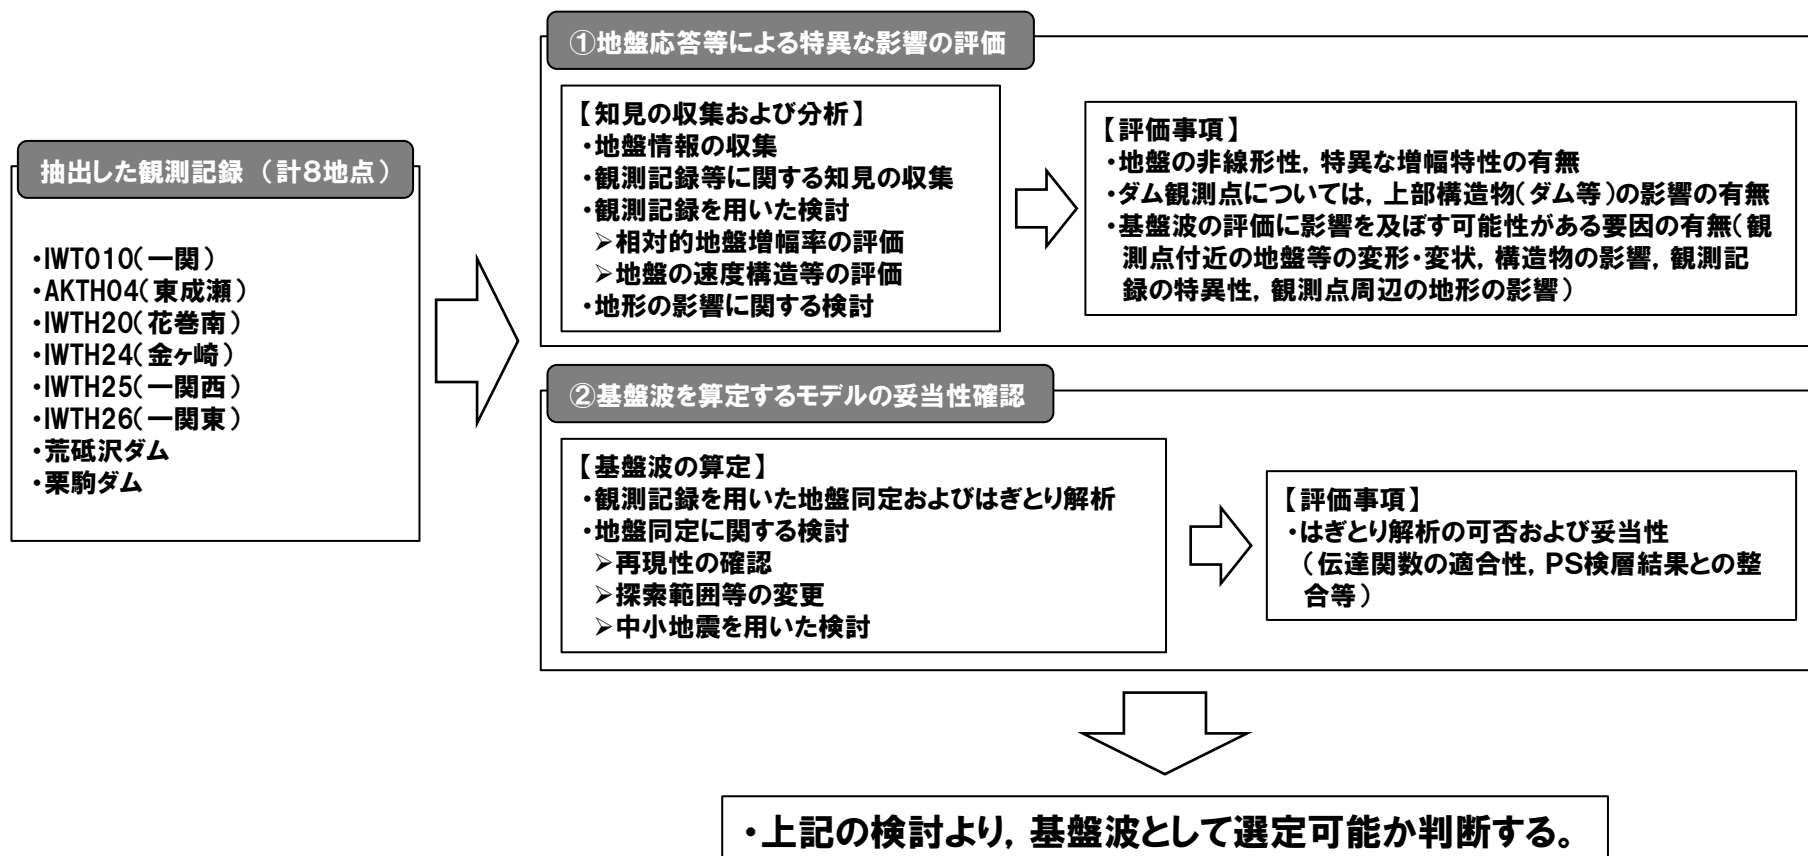 抽出した観測記録（計８地点）
・IWT010（一関）
・AKTH04（東成瀬）
・IWTH20（花巻南）
・IWTH24（金ヶ崎）
・IWTH25（一関西）
・IWTH26（一関東）
・荒砥沢ダム
・栗駒ダム
①地盤応答等による特異な影響の評価
【知見の収集および分析】
・地盤情報の収集
・観測記録等に関する知見の収集
・観測記録を用いた検討
➢相対的地盤増幅率の評価
➢地盤の速度構造等の評価
・地形の影響に関する検討
【評価事項】
・地盤の非線形性，特異な増幅特性の有無
・ダム観測点については，上部構造物（ダム等）の影響の有無
・基盤波の評価に影響を及ぼす可能性がある要因の有無（観
測点付近の地盤等の変形・変状，構造物の影響，観測記
録の特異性，観測点周辺の地形の影響）
②基盤波を算定するモデルの妥当性確認
【基盤波の算定】
・観測記録を用いた地盤同定およびはぎとり解析
・地盤同定に関する検討
➢再現性の確認
➢探索範囲等の変更
➢中小地震を用いた検討
【評価事項】
・はぎとり解析の可否および妥当性
（伝達関数の適合性，PS検層結果との整
合等）
・上記の検討より，基盤波として選定可能か判断する。